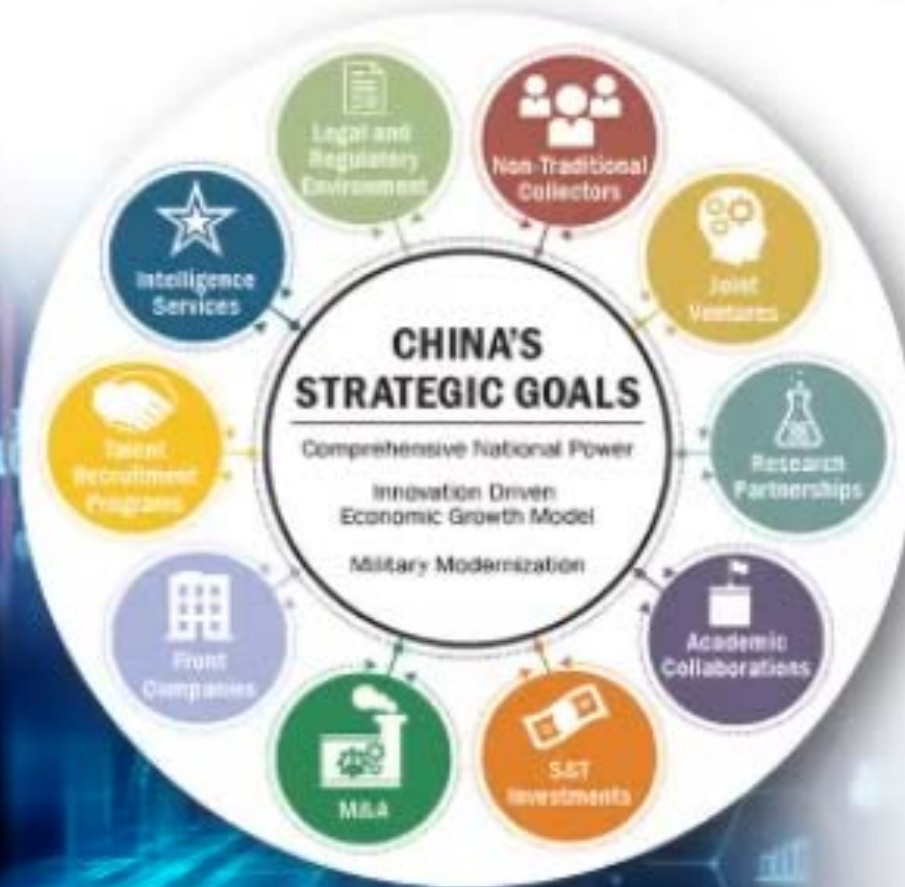 CHINA'S
STRATEGIC GOALS
Comprehensive National Power
Innovation Driven
Economic Growth Model
Military Modernization
Legal and
Regulatory
Environment
Non-Traditional
Collectors
Joint
Ventures
Research
Partnerships
Academic
Collaborations
S&T
Investments
M&A
Front
Companies
Talent
Recruitment
Programs
Intelligence
Services